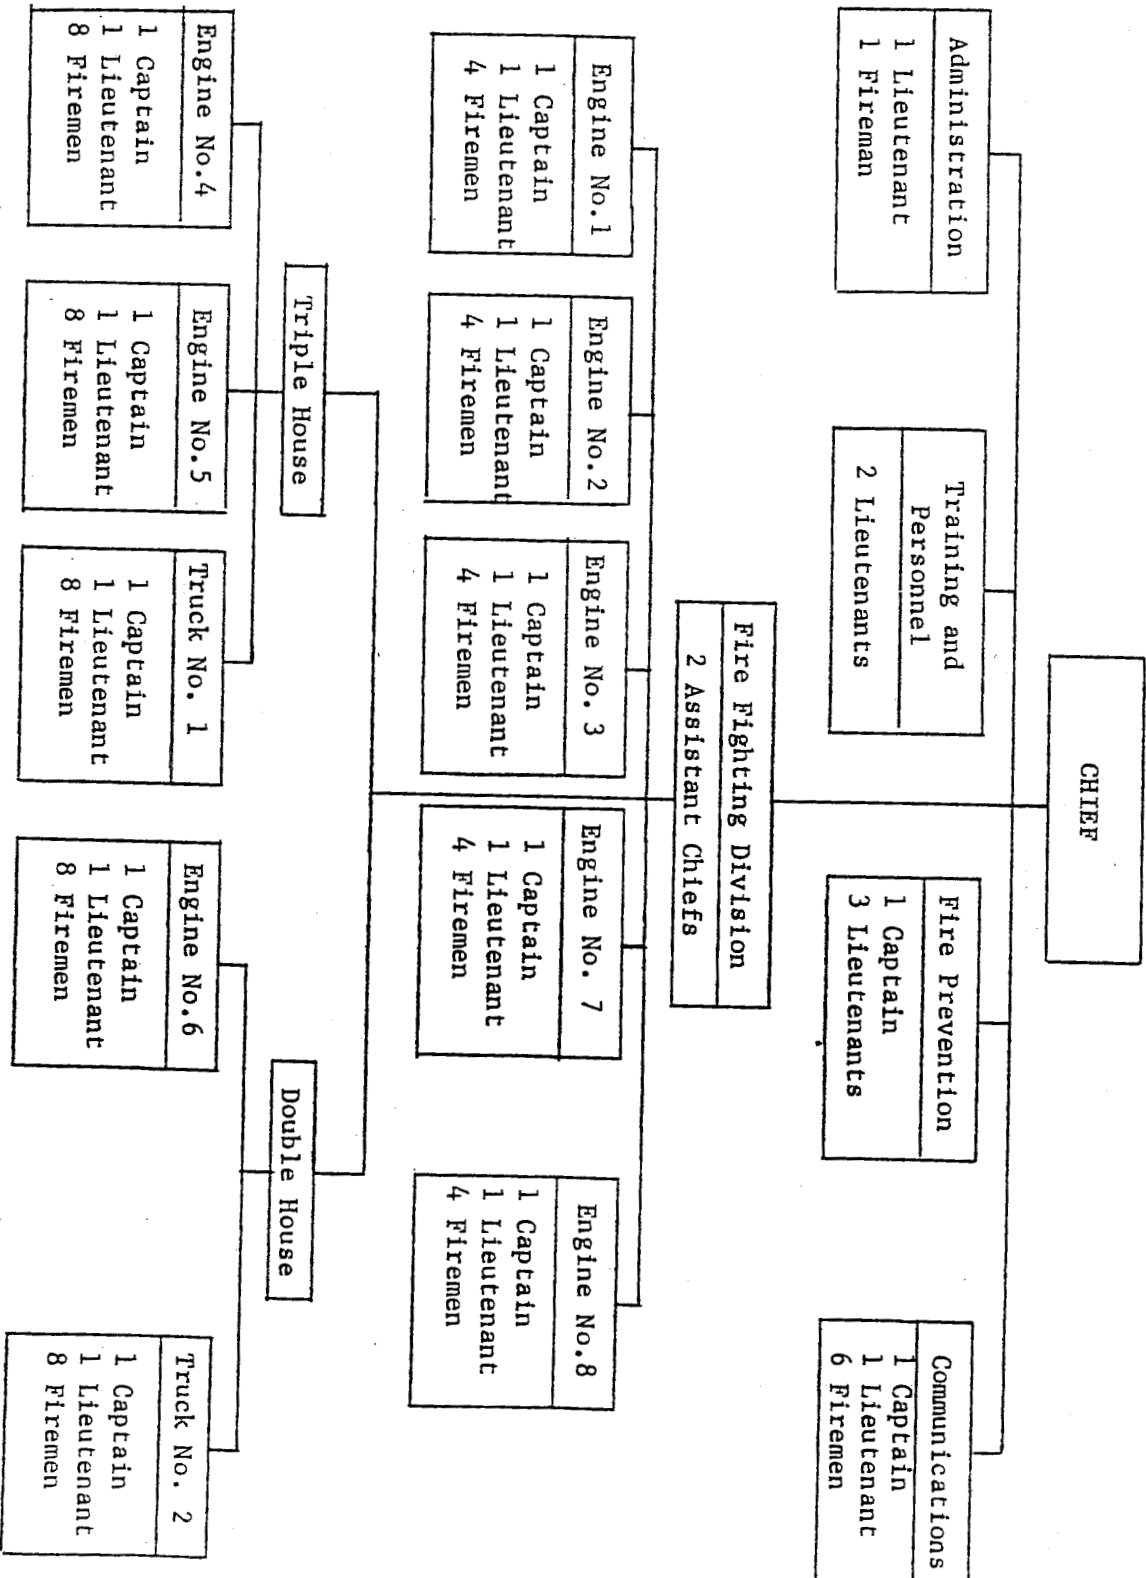 CHIEF
Administration
1 Lieutenant
1 Fireman
Training and
Personnel
2 Lieutenants
Fire Prevention
1 Captain
3 Lieutenants
Communications
1 Captain
1 Lieutenant
6 Firemen
Fire Fighting Division
2 Assistant Chiefs
Engine No.1
1 Captain
1 Lieutenant
4 Firemen
Engine No.2
1 Captain
1 Lieutenant
4 Firemen
Engine No. 3
1 Captain
1 Lieutenant
4 Firemen
Engine No. 7
1 Captain
1 Lieutenant
4 Firemen
Engine No.8
1 Captain
1 Lieutenant
4 Firemen
Triple House
Double House
Engine No.4
1 Captain
1 Lieutenant
8 Firemen
Engine No.5
1 Captain
1 Lieutenant
8 Firemen
Truck No. 1
1 Captain
1 Lieutenant
8 Firemen
Engine No.6
1 Captain
1 Lieutenant
8 Firemen
Truck No. 2
1 Captain
1 Lieutenant
8 Firemen